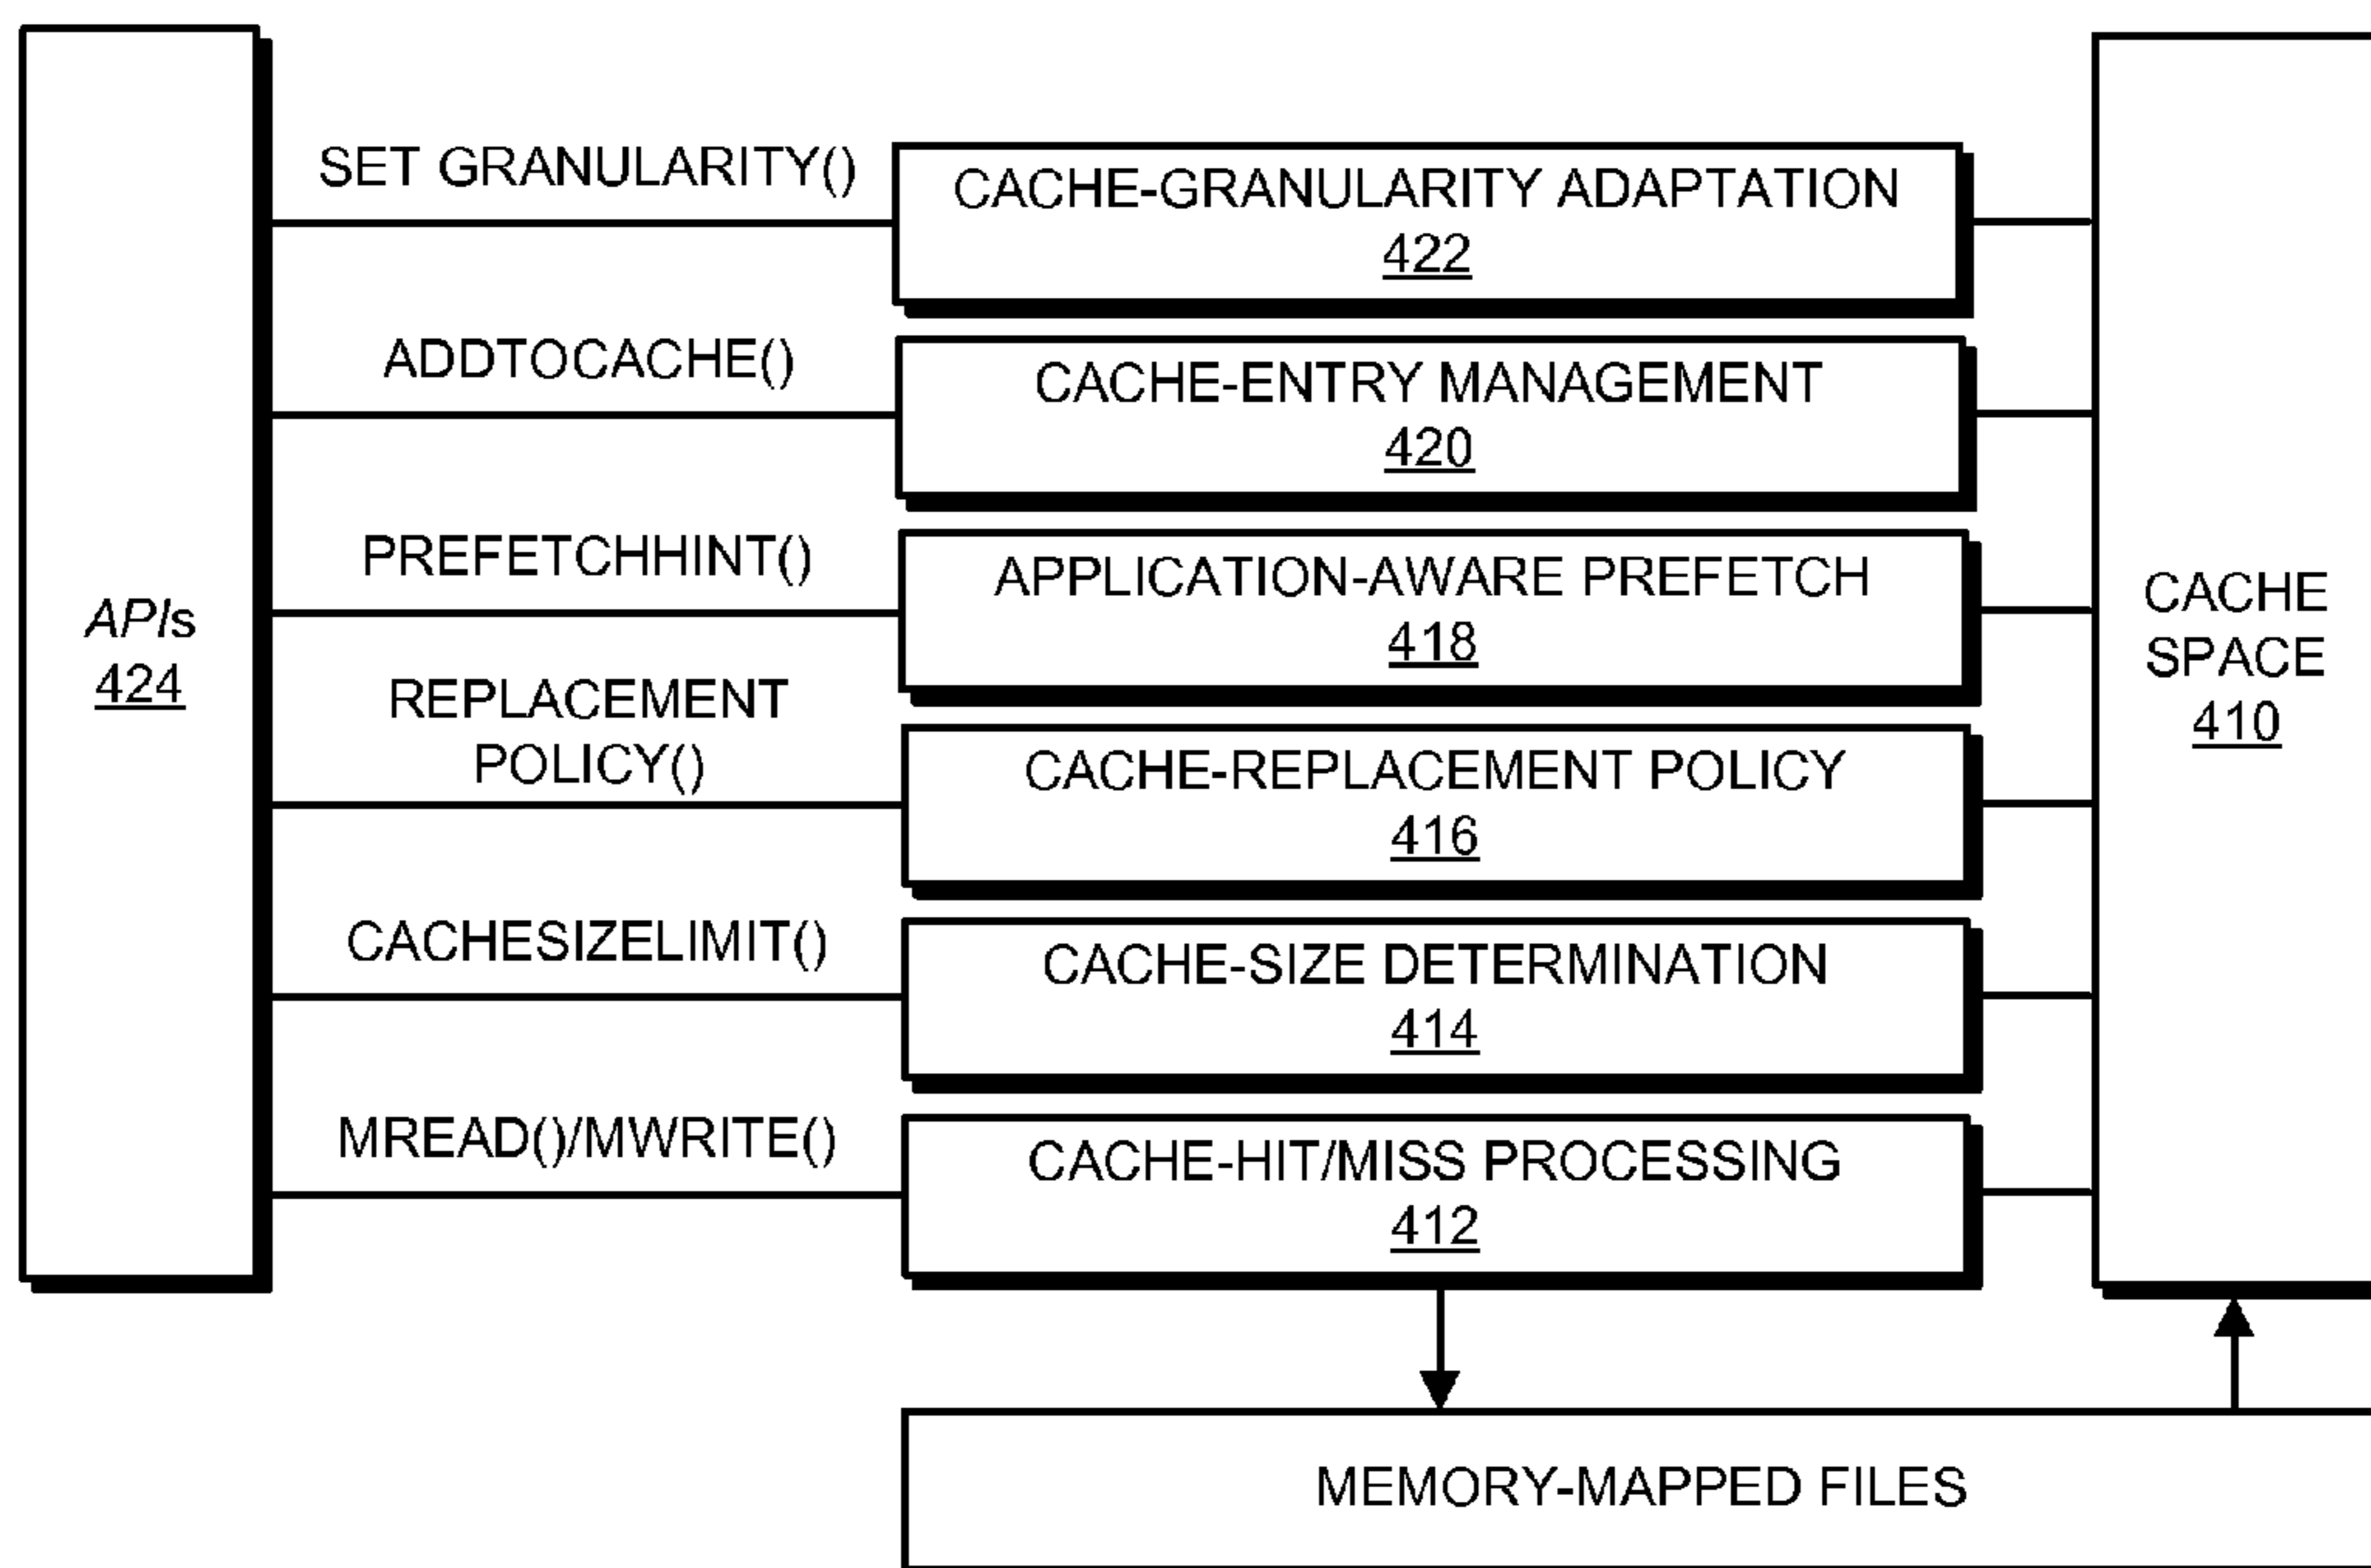 APIs
424
SET GRANULARITY()
CACHE-GRANULARITY ADAPTATION
422
ADDTOCACHE()
CACHE-ENTRY MANAGEMENT
420
PREFETCHHINT()
APPLICATION-AWARE PREFETCH
418
REPLACEMENT
POLICY()
CACHE-REPLACEMENT POLICY
416
CACHESIZELIMIT()
CACHE-SIZE DETERMINATION
414
MREAD()/MWRITE()
CACHE-HIT/MISS PROCESSING
412
CACHE
SPACE
410
MEMORY-MAPPED FILES